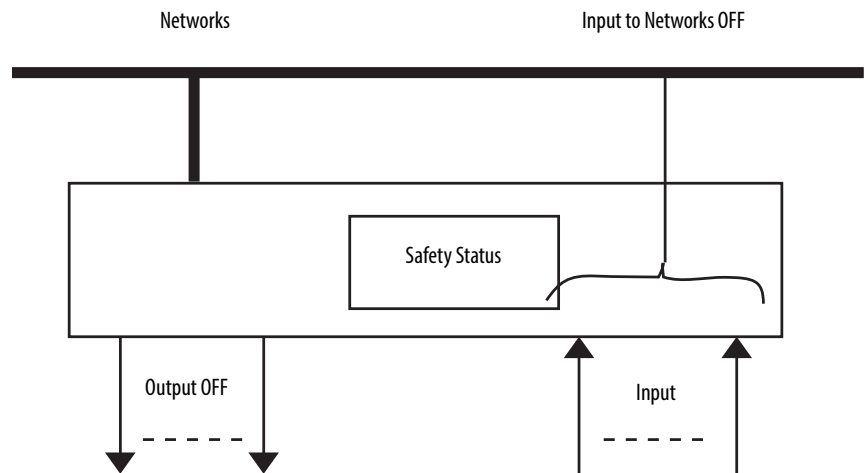 Networks
Input to Networks OFF
Safety Status
Output OFF
Input